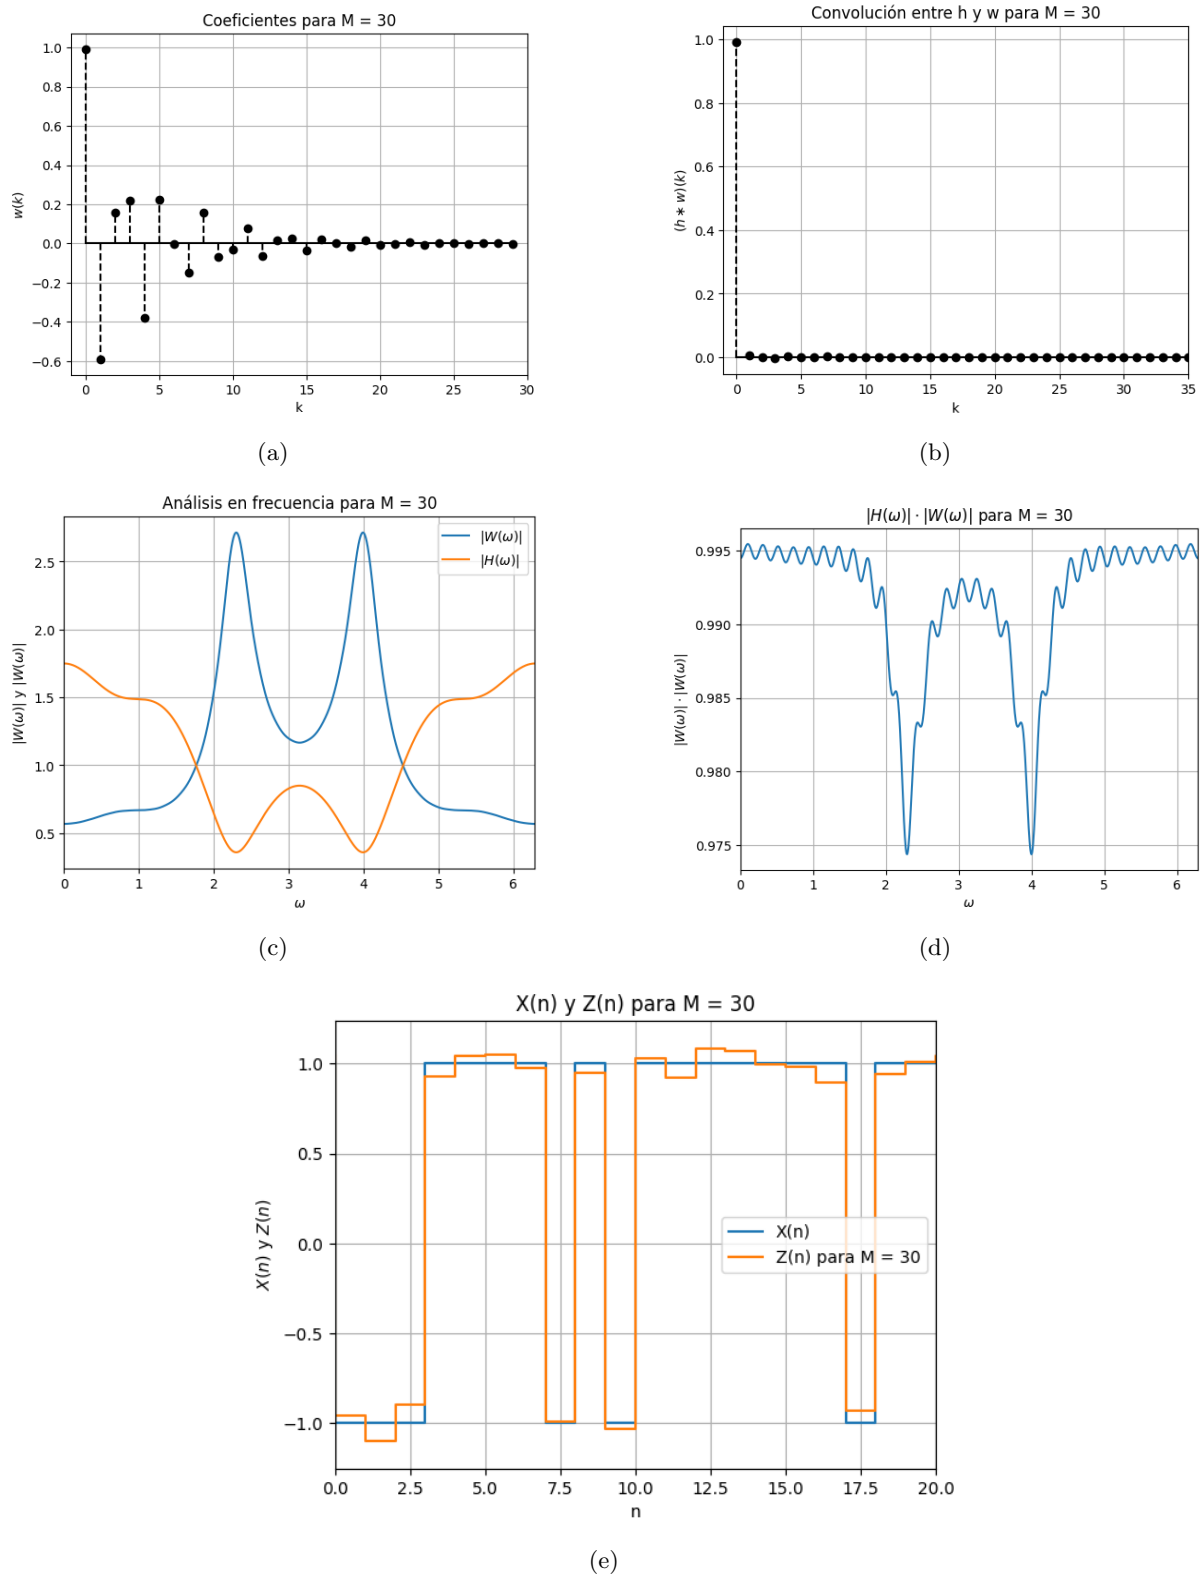 Coeficientes para M = 30
1.0
0.8
0.6
0.4
0.2
0.0
−0.2
−0.4
−0.6
w(k)
0 5 10 15 20 25 30
k
(a)
Convolución entre h y w para M = 30
1.0
0.8
0.6
0.4
0.2
0.0
(h ∗ w)(k)
0 5 10 15 20 25 30 35
k
(b)
Análisis en frecuencia para M = 30
|W(ω)|
|H(ω)|
2.5
2.0
1.5
1.0
0.5
|W(ω)| y |W(ω)|
0 1 2 3 4 5 6
ω
(c)
|H(ω)| · |W(ω)| para M = 30
0.995
0.990
0.985
0.980
0.975
|W(ω)| · |W(ω)|
0 1 2 3 4 5 6
ω
(d)
X(n) y Z(n) para M = 30
1.0
0.5
0.0
−0.5
−1.0
X(n) y Z(n)
X(n)
Z(n) para M = 30
0.0 2.5 5.0 7.5 10.0 12.5 15.0 17.5 20.0
n
(e)